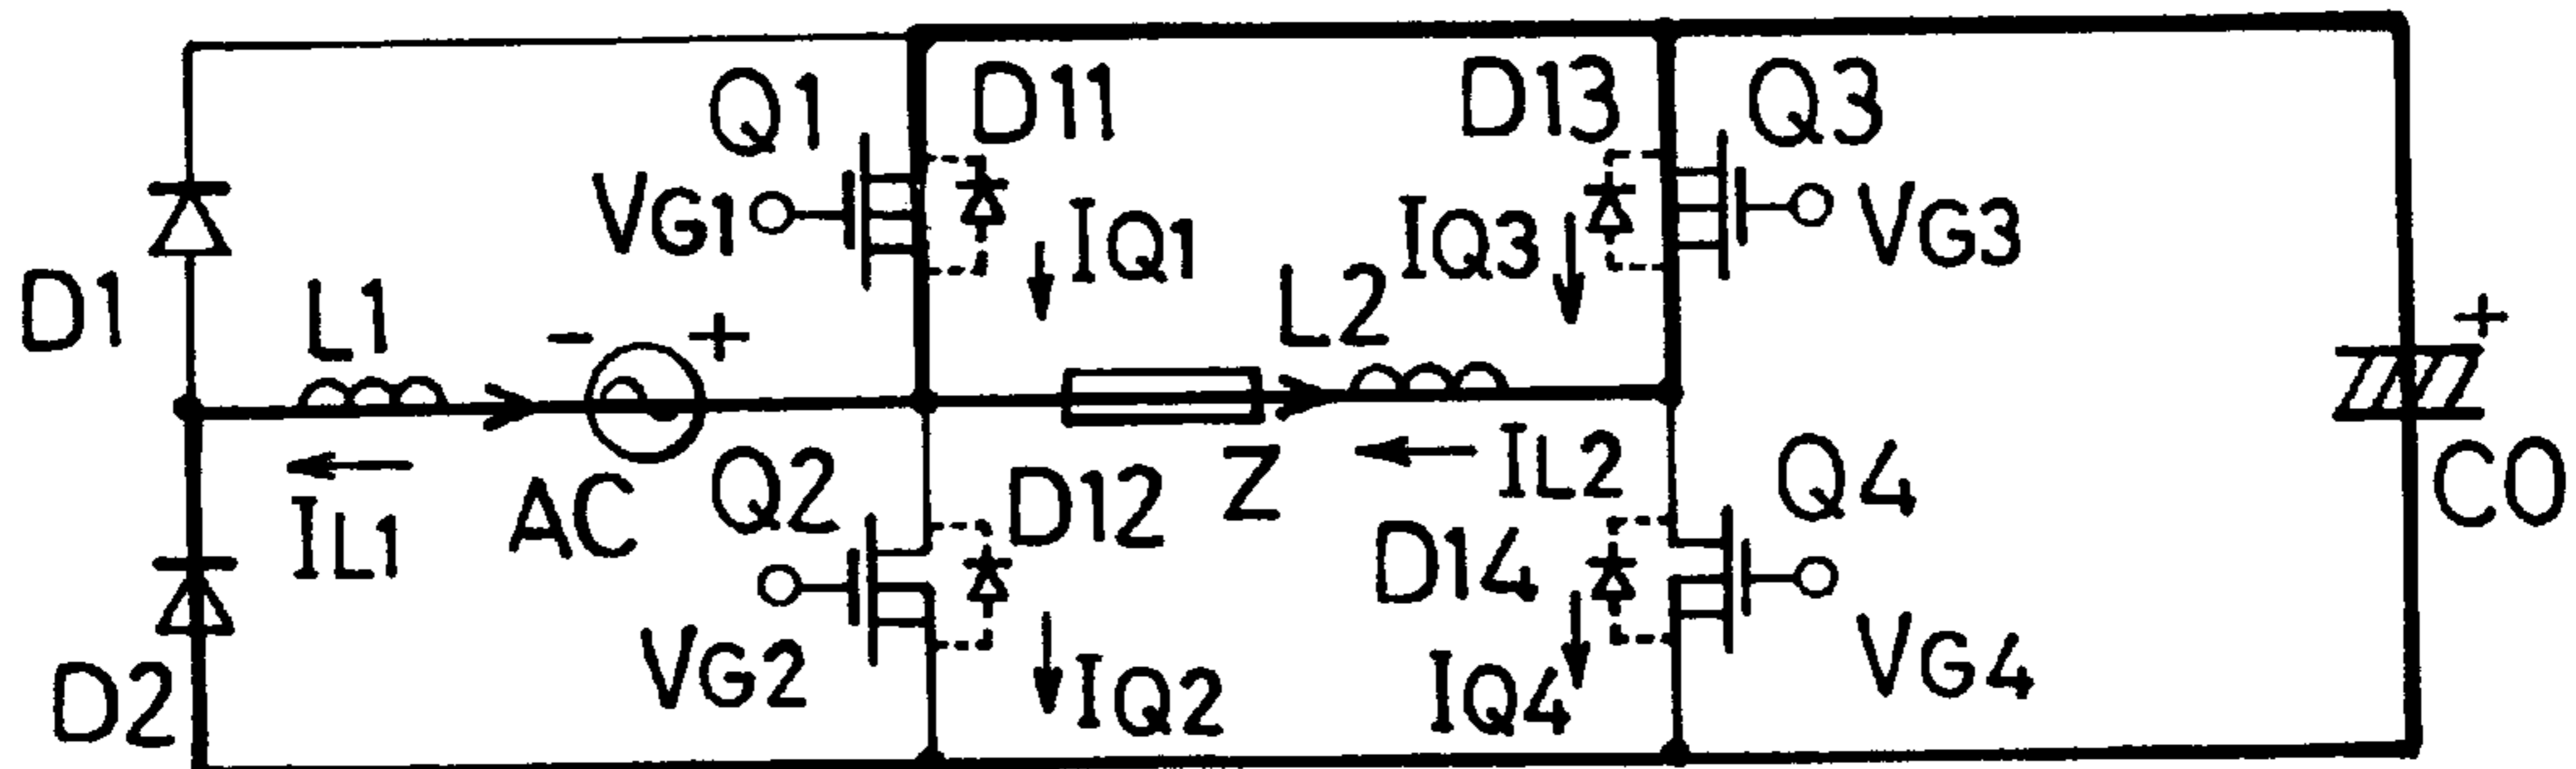 Q1 D11 D13 Q3
VG1 IQ1 IQ3 VG3
D1 L1 - + L2 +
IL1 AC Q2 D12 Z IL2 Q4 CO
D14
D2 VG2 IQ2 IQ4 VG4